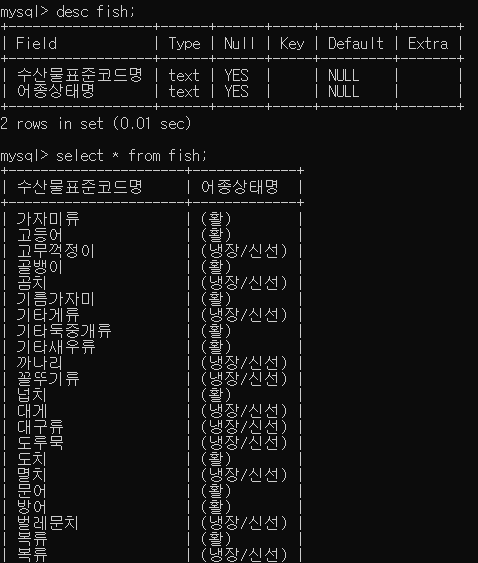 mysql> desc fish;
+----------------------+------+------+-----+---------+-------+
| Field | Type | Null | Key | Default | Extra |
+----------------------+------+------+-----+---------+-------+
| 수산물표준코드명 | text | YES | | NULL | |
| 어종상태명 | text | YES | | NULL | |
+----------------------+------+------+-----+---------+-------+
2 rows in set (0.01 sec)
mysql> select * from fish;
+----------------------+---------------+
| 수산물표준코드명 | 어종상태명 |
+----------------------+---------------+
| 가자미류 | (활) |
| 고등어 | (활) |
| 고무꺽정이 | (냉장/신선) |
| 골뱅이 | (활) |
| 곰치 | (냉장/신선) |
| 기름가자미 | (활) |
| 기타게류 | (냉장/신선) |
| 기타둑중개류 | (활) |
| 기타새우류 | (활) |
| 까나리 | (냉장/신선) |
| 꼴뚜기류 | (냉장/신선) |
| 넙치 | (활) |
| 대게 | (냉장/신선) |
| 대구류 | (냉장/신선) |
| 도루묵 | (냉장/신선) |
| 도치 | (활) |
| 멸치 | (냉장/신선) |
| 문어 | (활) |
| 방어 | (활) |
| 벌레문치 | (냉장/신선) |
| 복류 | (활) |
| 복류 | (냉장/신선) |